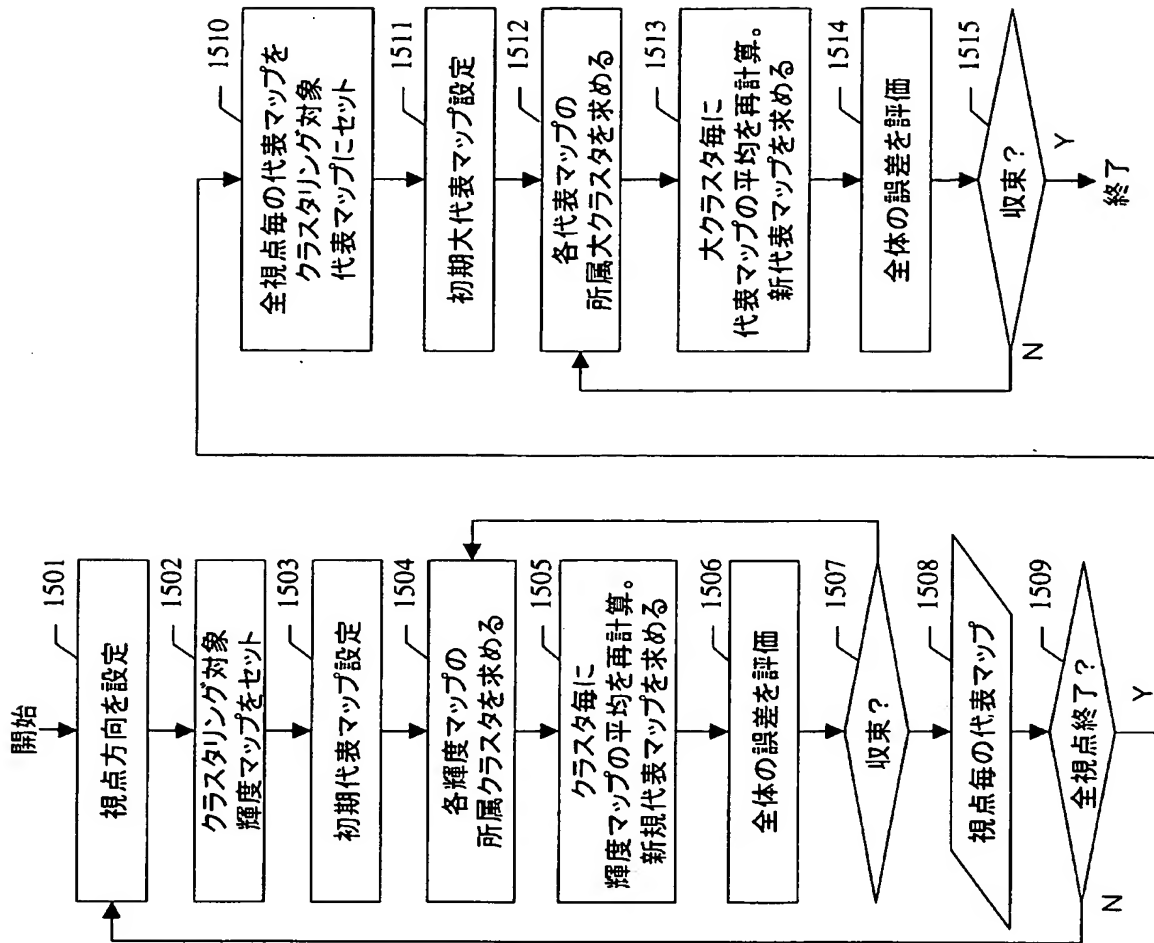 開始
1501
視点方向を設定
1502
クラスタリング対象
輝度マップをセット
1503
初期代表マップ設定
1504
各輝度マップの
所属クラスタを求める
1505
クラスタ毎に
輝度マップの平均を再計算。
新規代表マップを求める
1506
全体の誤差を評価
1507
収束？
1508
視点毎の代表マップ
1509
全視点終了？
N
Y
1510
全視点毎の代表マップを
クラスタリング対象
代表マップにセット
1511
初期大代表マップ設定
1512
各代表マップの
所属大クラスタを求める
1513
大クラスタ毎に
代表マップの平均を再計算。
新代表マップを求める
1514
全体の誤差を評価
1515
収束？
N
Y
終了